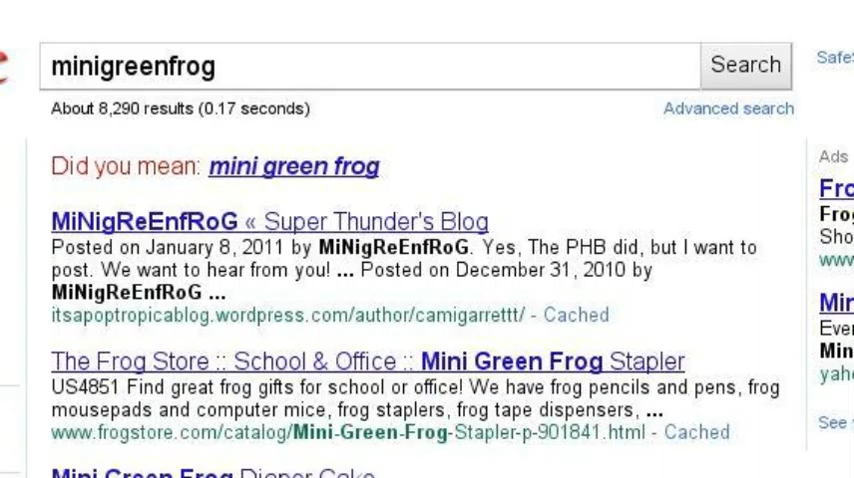 minigreenfrog
Search
About 8,290 results (0.17 seconds)
Advanced search
Did you mean: mini green frog
MiNigReEnfRoG « Super Thunder's Blog
Posted on January 8, 2011 by MiNigReEnfRoG. Yes, The PHB did, but I want to
post. We want to hear from you! ... Posted on December 31, 2010 by
MiNigReEnfRoG ...
itsapoptropicablog.wordpress.com/author/camigarrettt/ - Cached
The Frog Store :: School & Office :: Mini Green Frog Stapler
US4851 Find great frog gifts for school or office! We have frog pencils and pens, frog
mousepads and computer mice, frog staplers, frog tape dispensers, ...
www.frogstore.com/catalog/Mini-Green-Frog-Stapler-p-901841.html - Cached
Mini Green Frog Diaper Cake
Ads
www
See